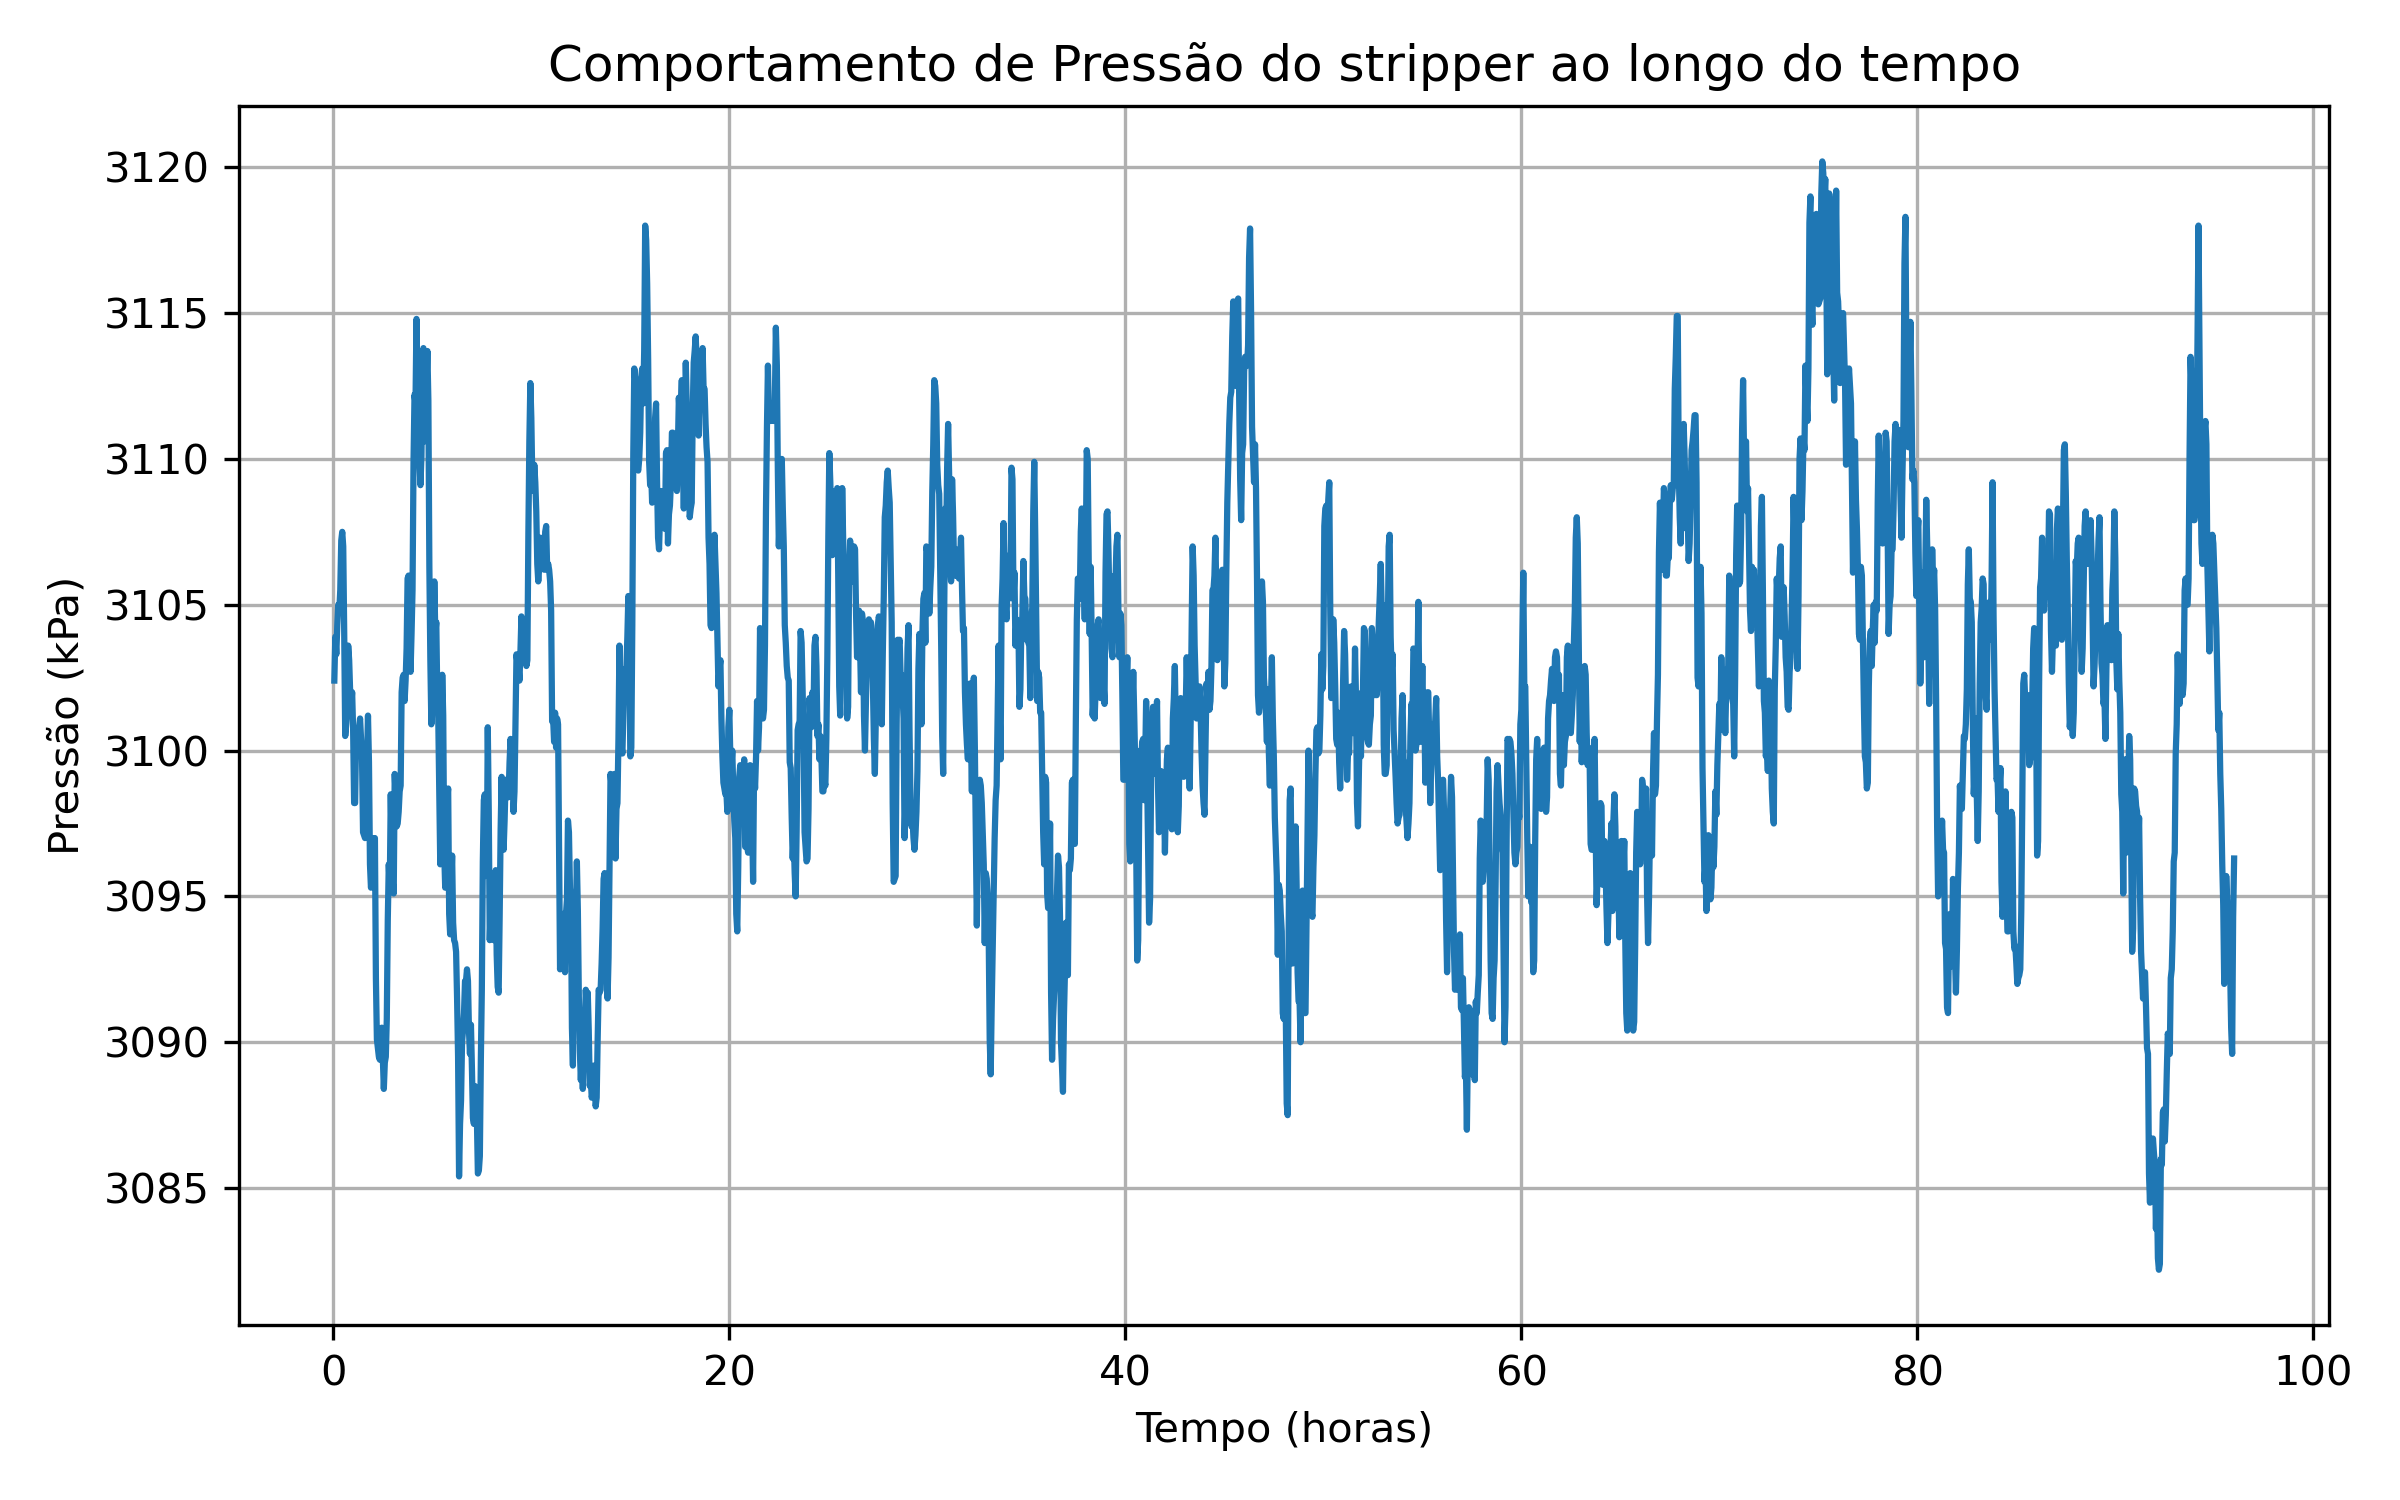 Comportamento de Pressão do stripper ao longo do tempo
Pressão (kPa)
3120
3115
3110
3105
3100
3095
3090
3085
0 20 40 60 80 100
Tempo (horas)